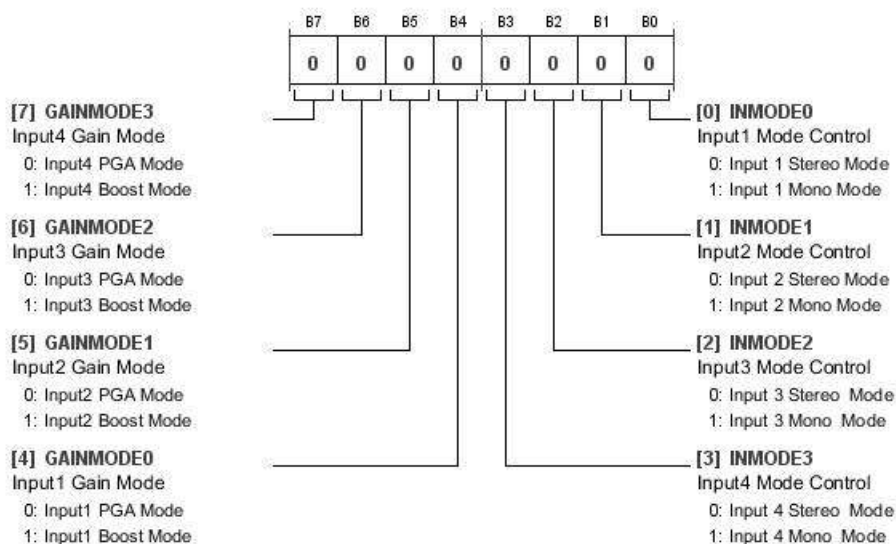 B7 B6 B5 B4 B3 B2 B1 B0
0 0 0 0 0 0 0 0
[7] GAINMODE3
Input4 Gain Mode
0: Input4 PGA Mode
1: Input4 Boost Mode
[6] GAINMODE2
Input3 Gain Mode
0: Input3 PGA Mode
1: Input3 Boost Mode
[5] GAINMODE1
Input2 Gain Mode
0: Input2 PGA Mode
1: Input2 Boost Mode
[4] GAINMODE0
Input1 Gain Mode
0: Input1 PGA Mode
1: Input1 Boost Mode
[0] INMODE0
Input1 Mode Control
0: Input 1 Stereo Mode
1: Input 1 Mono Mode
[1] INMODE1
Input2 Mode Control
0: Input 2 Stereo Mode
1: Input 2 Mono Mode
[2] INMODE2
Input3 Mode Control
0: Input 3 Stereo Mode
1: Input 3 Mono Mode
[3] INMODE3
Input4 Mode Control
0: Input 4 Stereo Mode
1: Input 4 Mono Mode